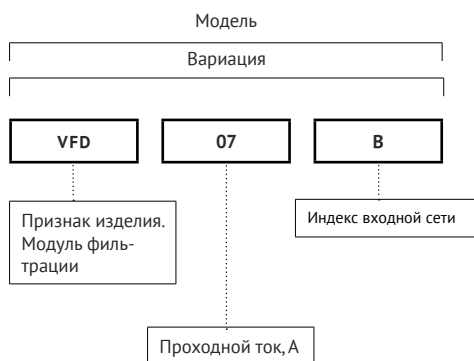 Модель
Вариация
VFD
07
B
Признак изделия.
Модуль филь-
трации
Индекс входной сети
Проходной ток, А